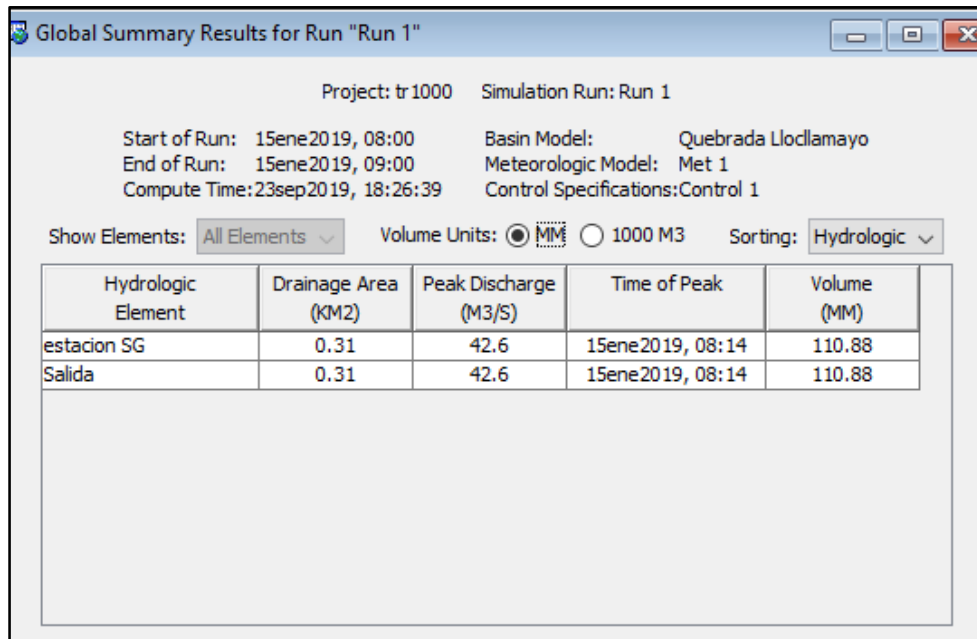 Global Summary Results for Run "Run 1"
Project: tr1000 Simulation Run: Run 1
Start of Run: 15ene2019, 08:00 Basin Model: Quebrada Llocllamayo
End of Run: 15ene2019, 09:00 Meteorologic Model: Met 1
Compute Time:23sep2019, 18:26:39 Control Specifications:Control 1
Show Elements: All Elements Volume Units: MM 1000 M3 Sorting: Hydrologic
Hydrologic Drainage Area Peak Discharge Time of Peak Volume
Element (KM2) (M3/S) (MM)
estacion SG 0.31 42.6 15ene2019, 08:14 110.88
Salida 0.31 42.6 15ene2019, 08:14 110.88